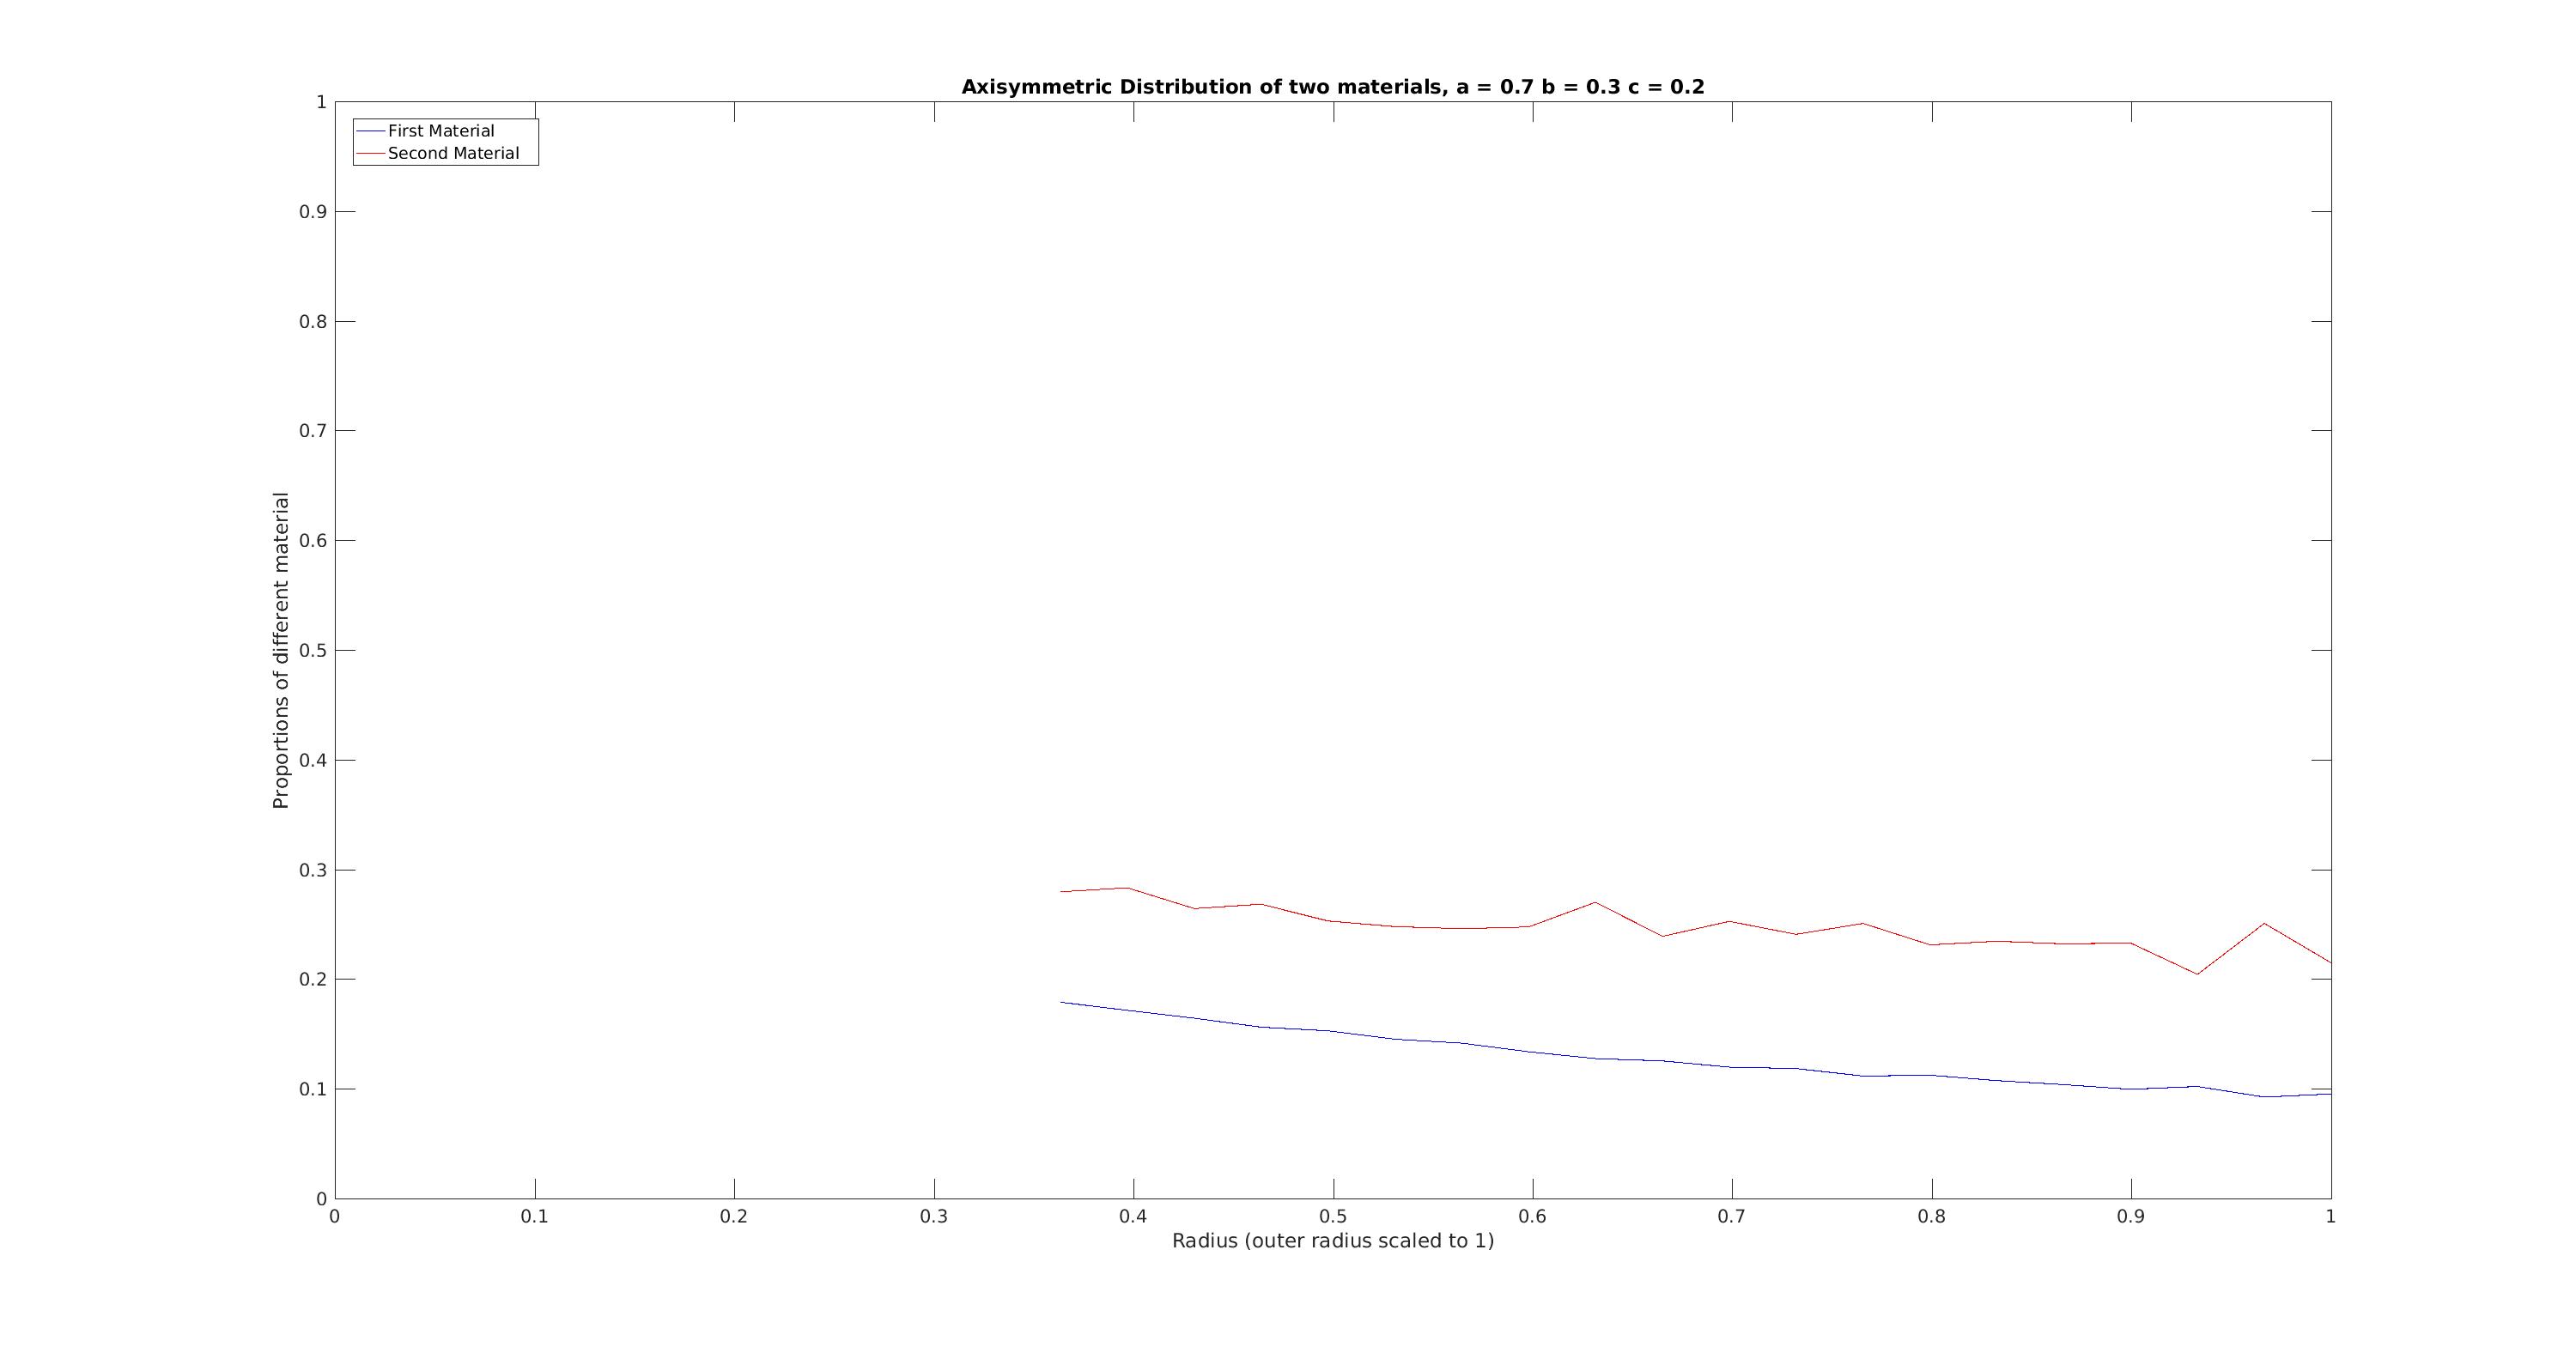 Axisymmetric Distribution of two materials, a = 0.7 b = 0.3 c = 0.2
First Material
Second Material
1
0.9
0.8
0.7
0.6
0.5
0.4
0.3
0.2
0.1
0
Proportions of different material
0 0.1 0.2 0.3 0.4 0.5 0.6 0.7 0.8 0.9 1
Radius (outer radius scaled to 1)